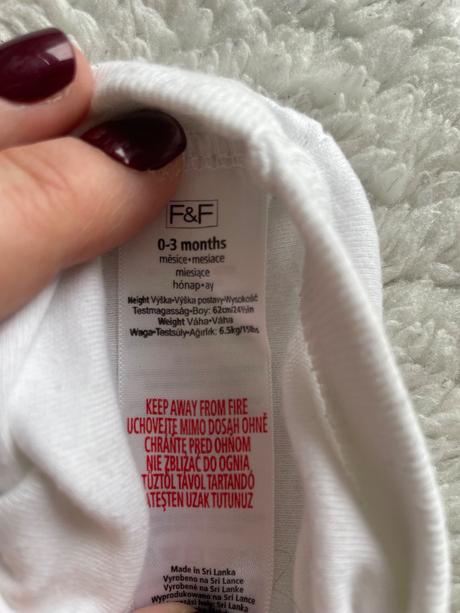 F&F
0-3 months
měsíce•mesiace
miesiące
hónap•ay
Height Výška•Výška postavy•Wysokość
Testmagasság•Boy: 62cm/24½in
Weight Váha•Váha
Waga•Testsúly•Ağırlık: 6.5kg/15lbs
KEEP AWAY FROM FIRE
UCHOVEJTE MIMO DOSAH OHNĚ
CHRÁŇTE PRED OHŇOM
NIE ZBLIŻAĆ DO OGNIA
TŰZTŐL TÁVOL TARTANDÓ
ATEŞTEN UZAK TUTUNUZ
Made in Sri Lanka
Vyrobeno na Srí Lance
Vyrobené na Srí Lanke
Wyprodukowano na Sri Lance
Sri Lanka